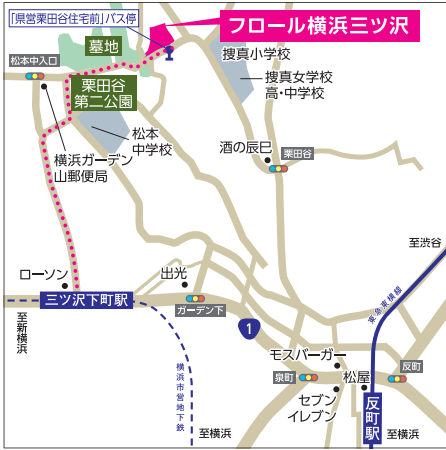 「県営栗田谷住宅前」バス停
フロール横浜三ツ沢
墓地
捜真小学校
松本中入口
捜真女学校
高・中学校
栗田谷
第二公園
松本
中学校
酒の辰巳
栗田谷
横浜ガーデン
山郵便局
至渋谷
ローソン
出光
三ツ沢下町駅
ガーデン下
東急東横線
至新横浜
1
モスバーガー
横浜市営地下鉄
泉町
松屋
反町
セブン
イレブン
反町駅
至横浜
至横浜